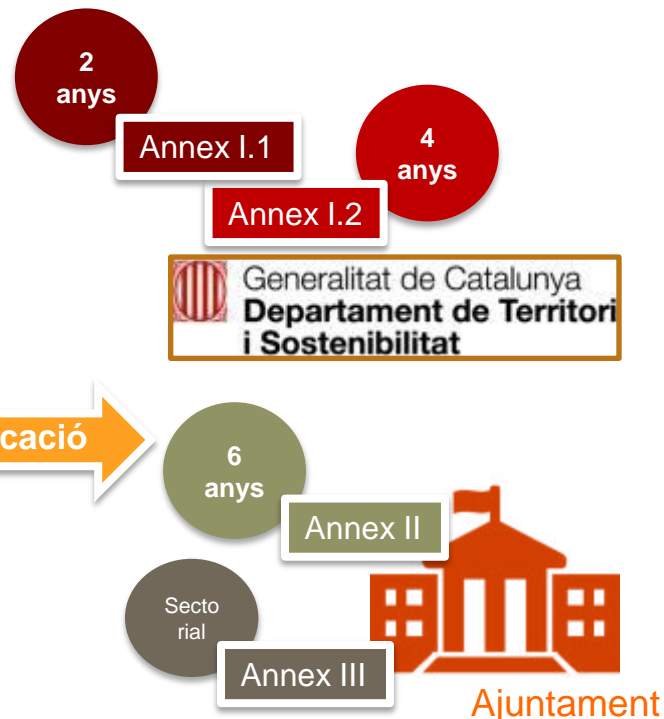 2
anys
Annex I.1
4
anys
Annex I.2
Generalitat de Catalunya
Departament de Territori
i Sostenibilitat
cació
6
anys
Annex II
Secto
rial
Annex III
Ajuntament